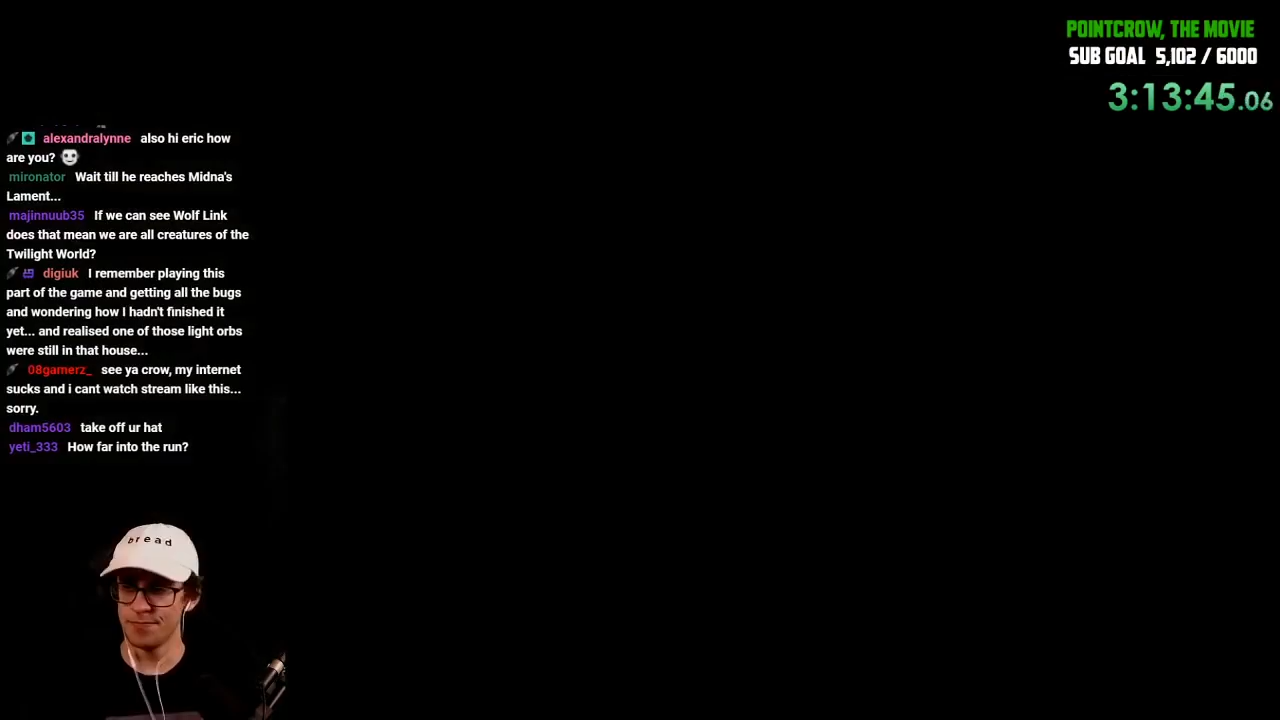 POINTCROW, THE MOVIE
SUB GOAL 5,102 / 6000
3:13:45.06
alexandralynne also hi eric how
are you?
mironator Wait till he reaches Midna's
Lament...
majinnuub35 If we can see Wolf Link
does that mean we are all creatures of the
Twilight World?
digiuk I remember playing this
part of the game and getting all the bugs
and wondering how I hadn't finished it
yet... and realised one of those light orbs
were still in that house...
08gamerz_ see ya crow, my internet
sucks and i cant watch stream like this...
sorry.
dham5603 take off ur hat
yeti_333 How far into the run?
bread